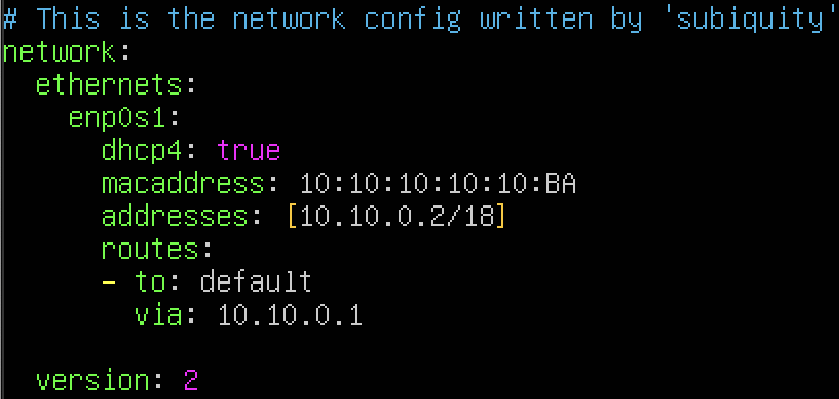 # This is the network config written by 'subiquity'
network:
  ethernets:
    enp0s1:
      dhcp4: true
      macaddress: 10:10:10:10:10:BA
      addresses: [10.10.0.2/18]
      routes:
      - to: default
        via: 10.10.0.1
  version: 2